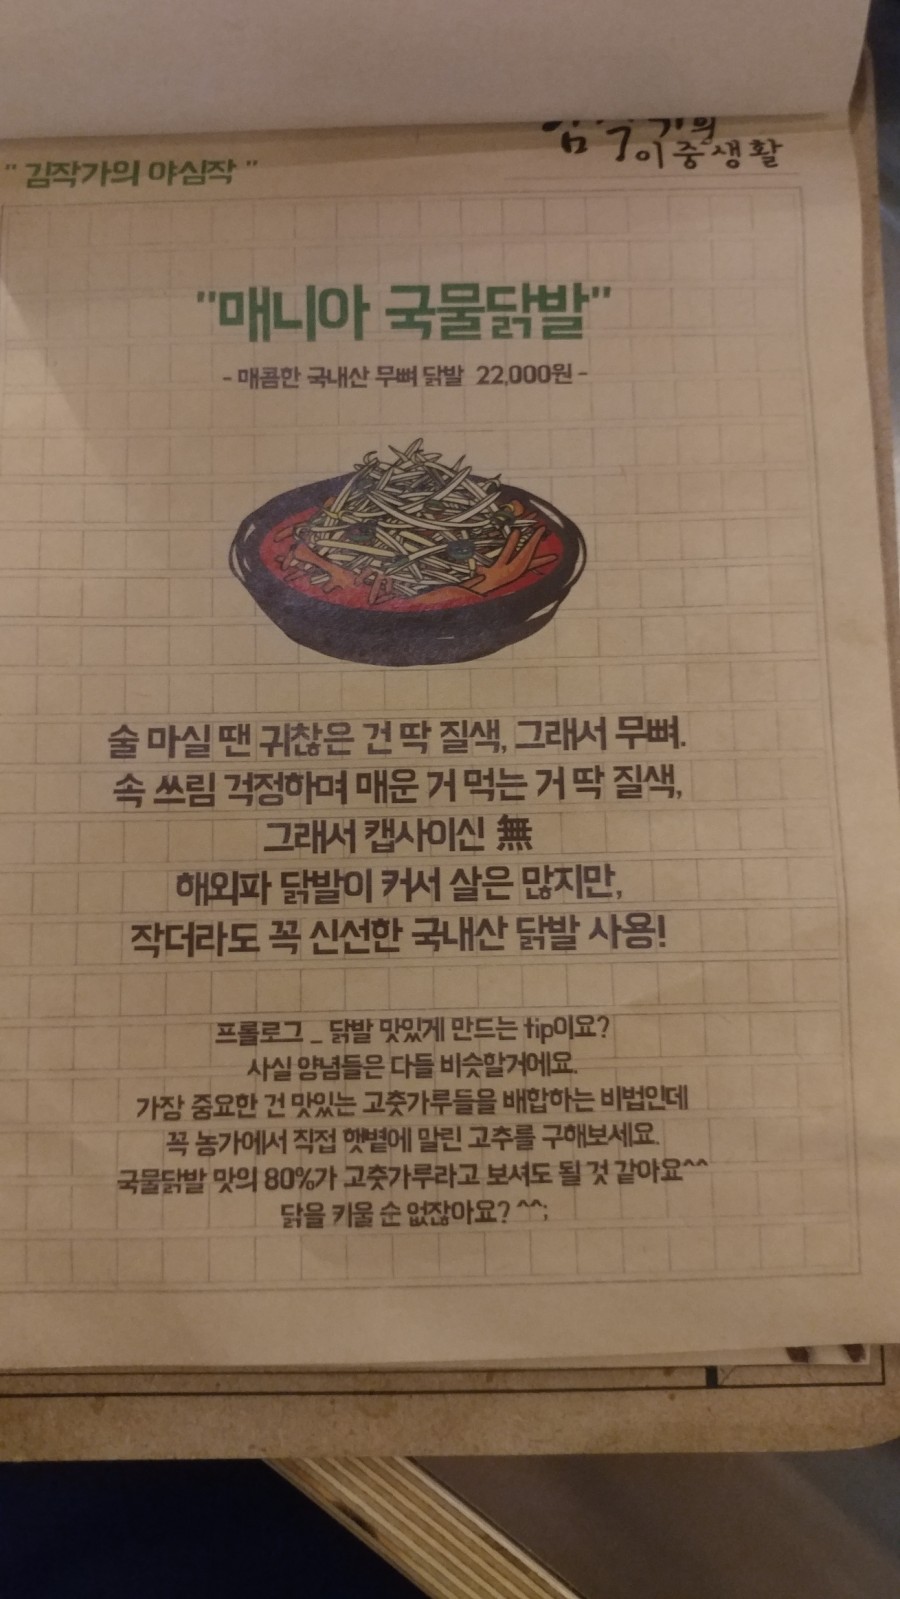 " 김작가의 야심작 "
이중생활
"매니아 국물닭발"
- 매콤한 국내산 무뼈 닭발 22,000원 -
술 마실 땐 귀찮은 건 딱 질색, 그래서 무뼈.
속 쓰림 걱정하며 매운 거 먹는 거 딱 질색,
그래서 캡사이신 無
해외파 닭발이 커서 살은 많지만,
작더라도 꼭 신선한 국내산 닭발 사용!
프롤로그 _ 닭발 맛있게 만드는 tip이요?
사실 양념들은 다들 비슷할거에요.
가장 중요한 건 맛있는 고춧가루들을 배합하는 비법인데
꼭 농가에서 직접 햇볕에 말린 고추를 구해보세요.
국물닭발 맛의 80%가 고춧가루라고 보셔도 될 것 같아요^^
닭을 키울 순 없잖아요? ^^;